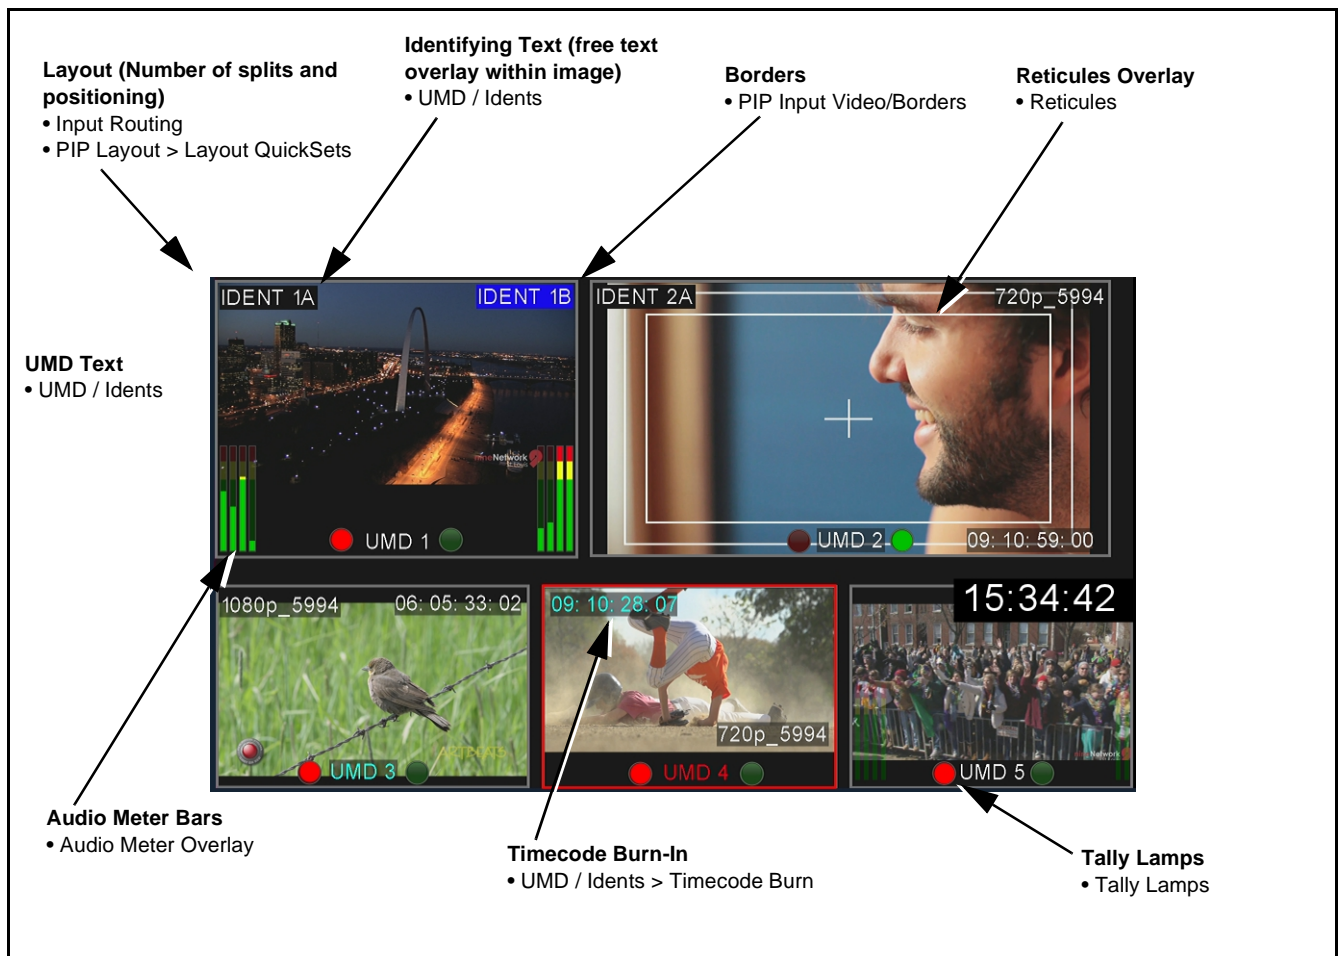 Identifying Text (free text
overlay within image)
• UMD / Idents
Layout (Number of splits and
positioning)
• Input Routing
• PIP Layout > Layout QuickSets
Borders
• PIP Input Video/Borders
Reticules Overlay
• Reticules
IDENT 1A
IDENT 1B
IDENT 2A
720p_5994
UMD Text
• UMD / Idents
nineNetwork
UMD 1
UMD 2
09: 10: 59: 00
1080p_5994
06: 05: 33: 02
09: 10: 28: 07
15:34:42
720p_5994
nineNetwork
UMD 3
UMD 4
UMD 5
Audio Meter Bars
• Audio Meter Overlay
Timecode Burn-In
• UMD / Idents > Timecode Burn
Tally Lamps
• Tally Lamps